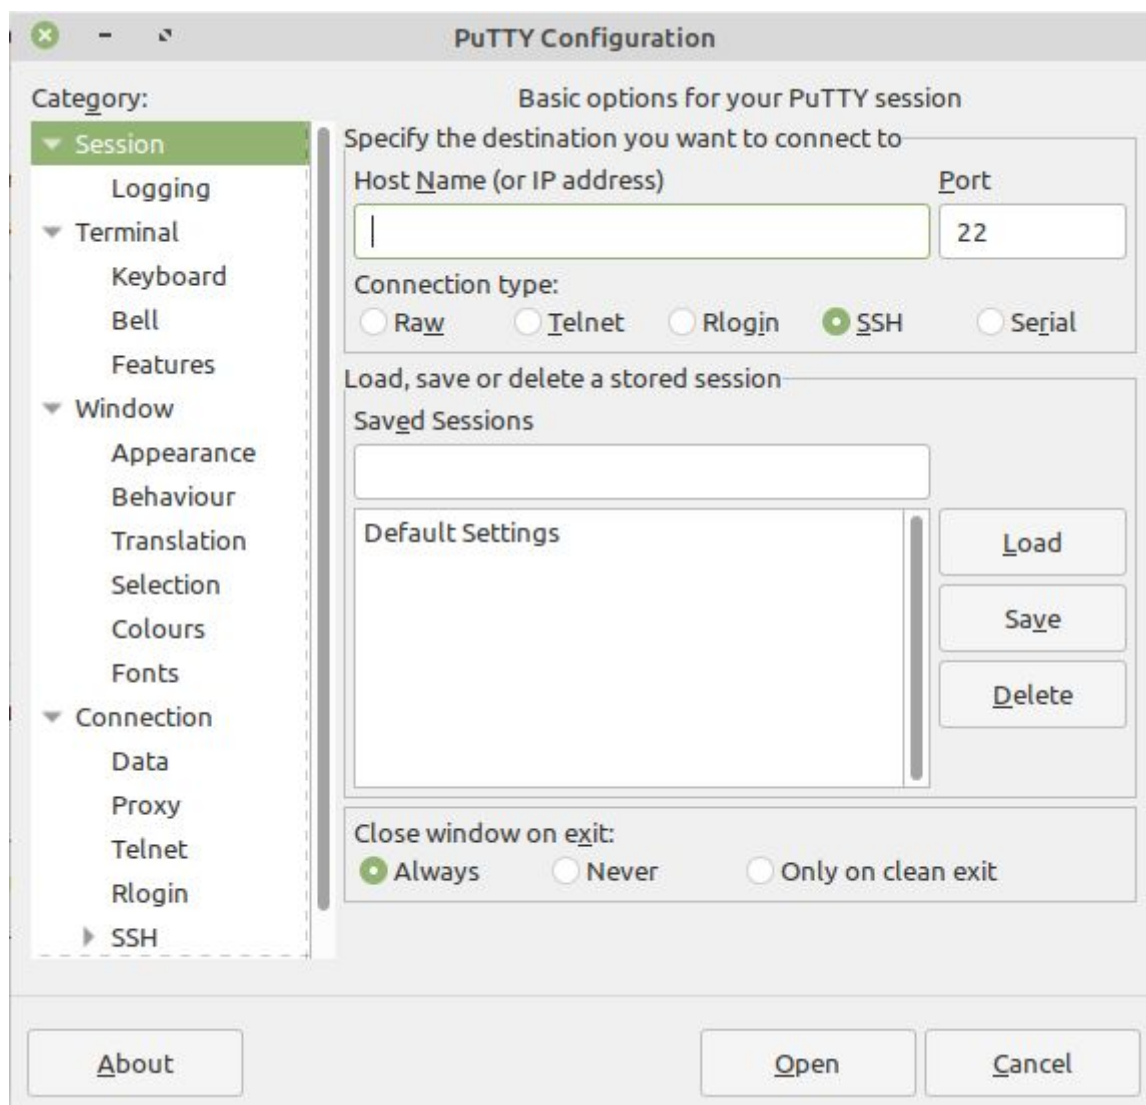 PuTTY Configuration
Category:
Session
Logging
Terminal
Keyboard
Bell
Features
Window
Appearance
Behaviour
Translation
Selection
Colours
Fonts
Connection
Data
Proxy
Telnet
Rlogin
SSH
Basic options for your PuTTY session
Specify the destination you want to connect to
Host Name (or IP address) Port
22
Connection type:
Raw Telnet Rlogin SSH Serial
Load, save or delete a stored session
Saved Sessions
Default Settings
Load
Save
Delete
Close window on exit:
Always Never Only on clean exit
About Open Cancel